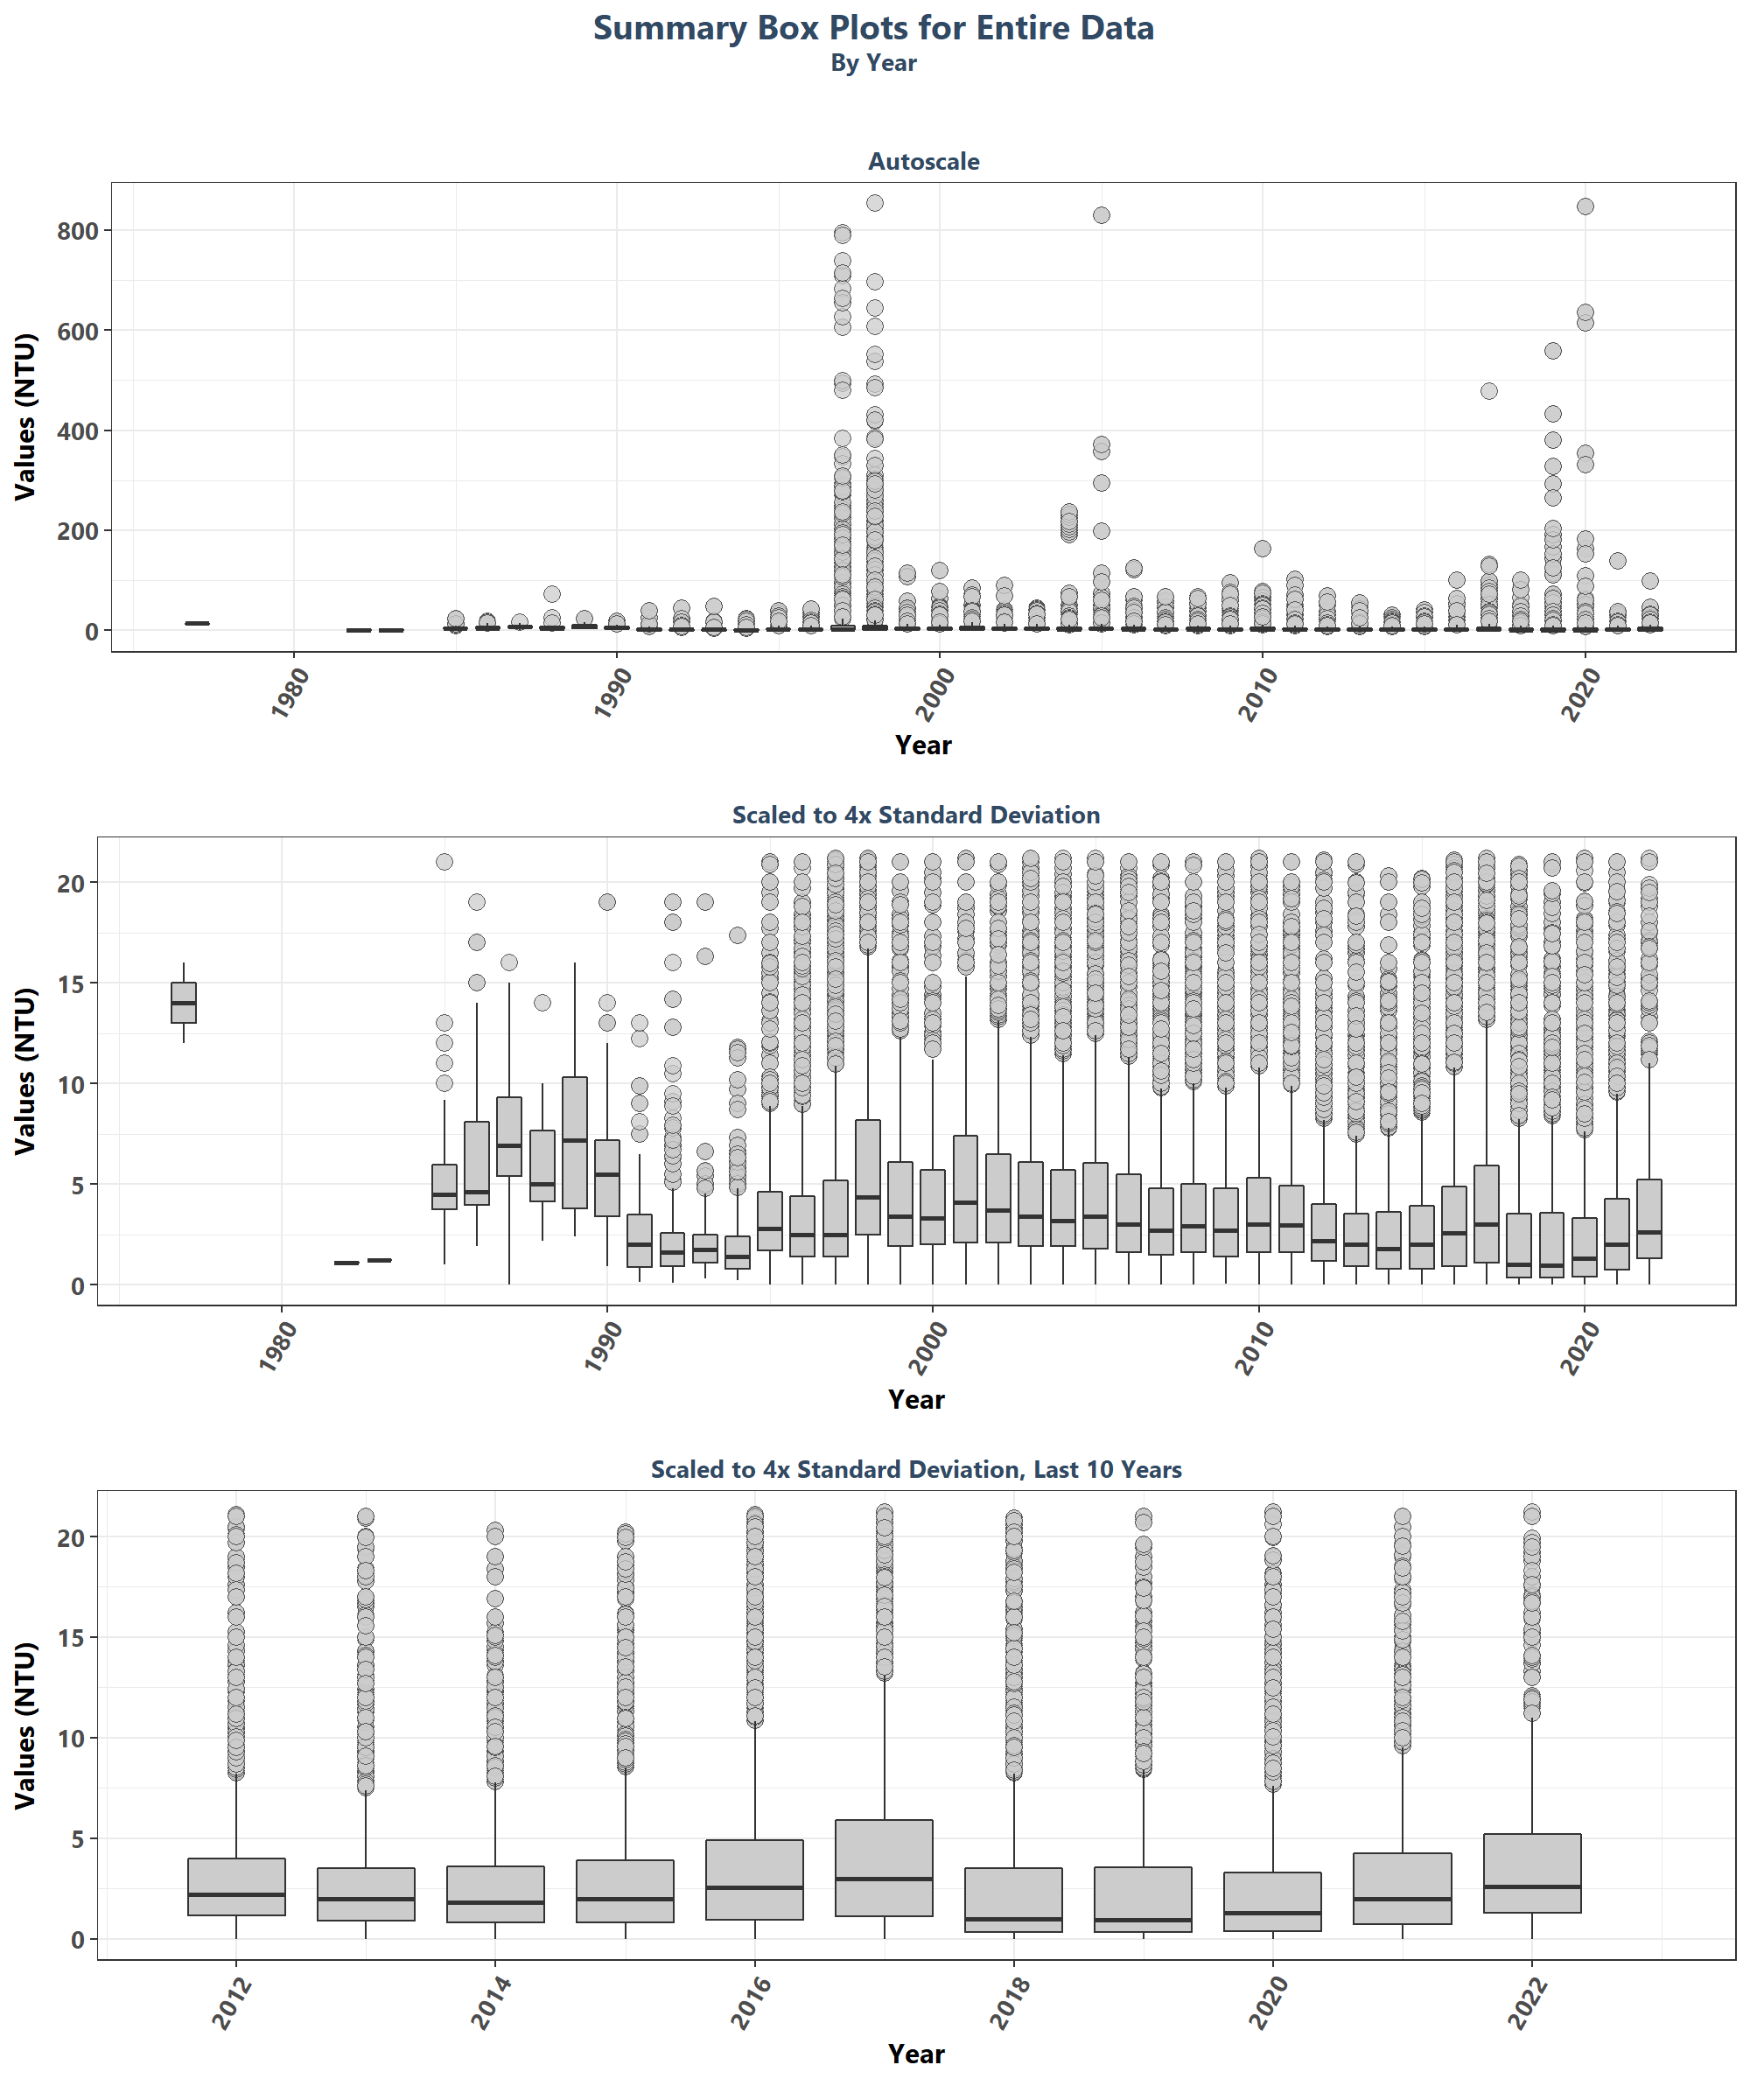 Summary Box Plots for Entire Data
By Year
Autoscale
Values (NTU)
800
600
400
200
0
1980
1990
2000
2010
2020
Year
Scaled to 4x Standard Deviation
Values (NTU)
20
15
10
5
0
1980
1990
2000
2010
2020
Year
Scaled to 4x Standard Deviation, Last 10 Years
Values (NTU)
20
15
10
5
0
2012
2014
2016
2018
2020
2022
Year